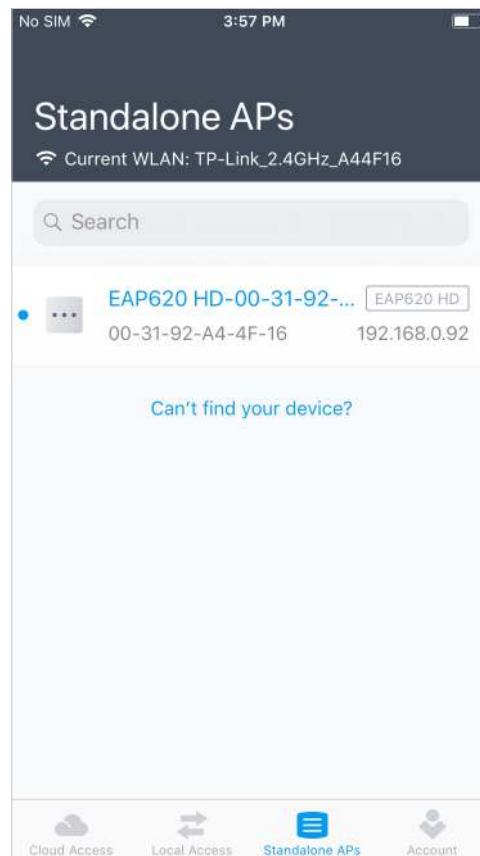 No SIM 3:57 PM
Standalone APs
Current WLAN: TP-Link_2.4GHz_A44F16
Search
EAP620 HD-00-31-92-... EAP620 HD
00-31-92-A4-4F-16 192.168.0.92
Can't find your device?
Cloud Access Local Access Standalone APs Account